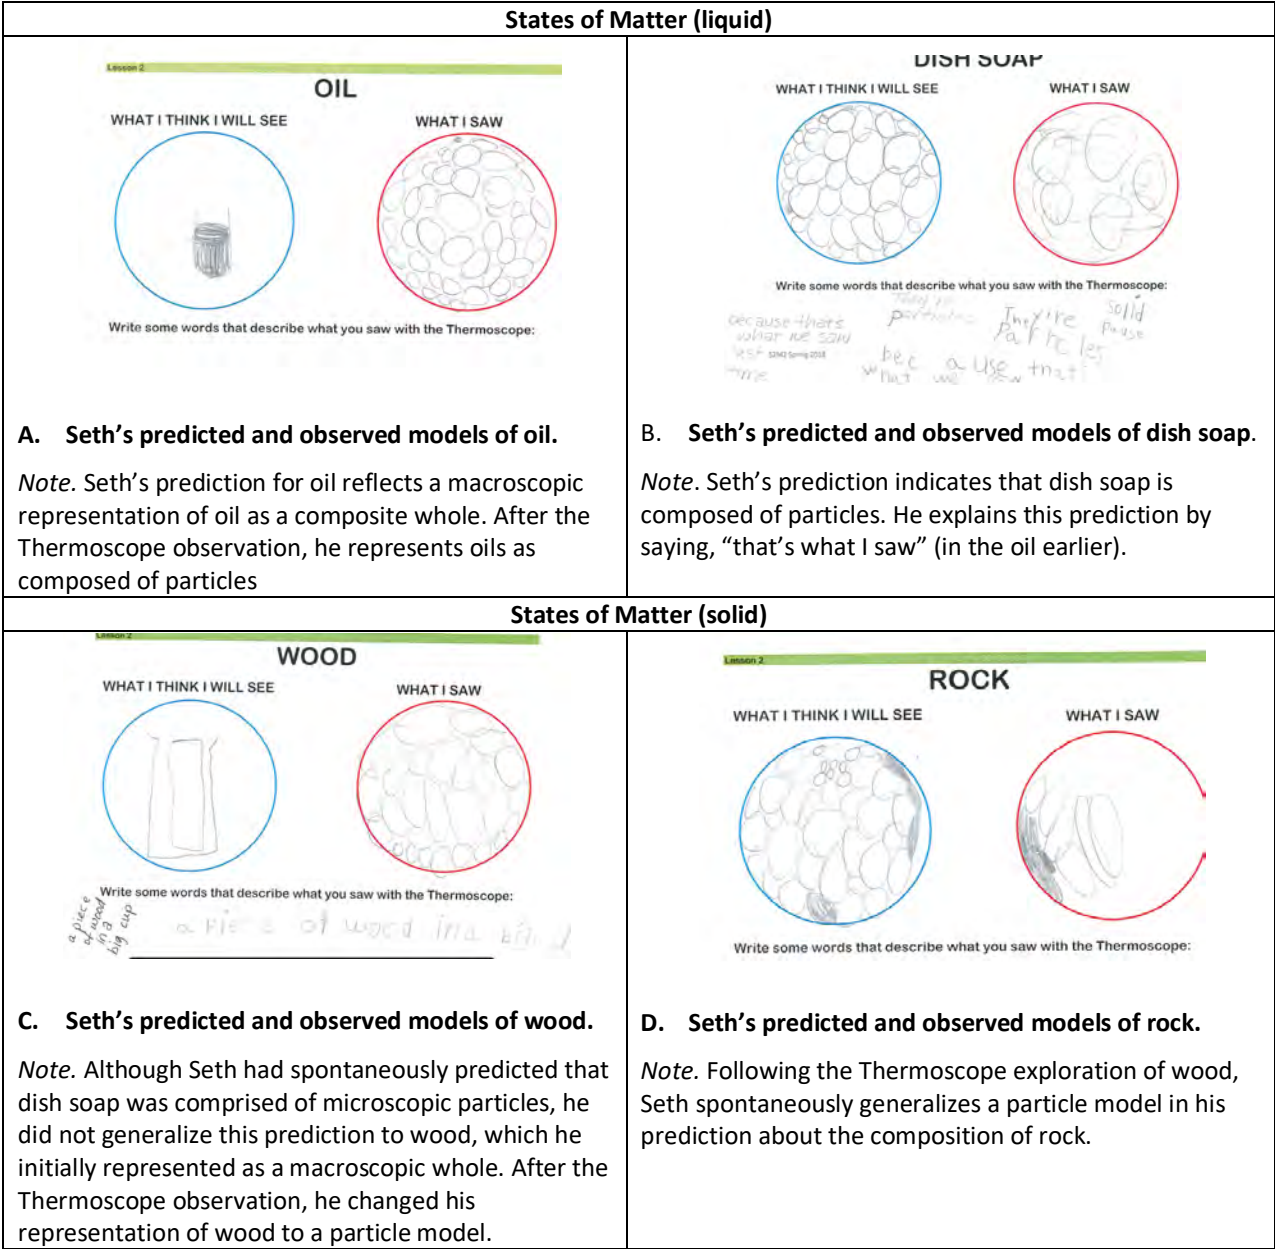 States of Matter (liquid)
Lesson 2
OIL
WHAT I THINK I WILL SEE
WHAT I SAW
Write some words that describe what you saw with the Thermoscope:
A. Seth’s predicted and observed models of oil.
Note. Seth’s prediction for oil reflects a macroscopic
representation of oil as a composite whole. After the
Thermoscope observation, he represents oils as
composed of particles
DISH SOAP
WHAT I THINK I WILL SEE
WHAT I SAW
Write some words that describe what you saw with the Thermoscope:
because that's
what we saw
particles
They're
particles
solid
because that
what we saw
B. Seth’s predicted and observed models of dish soap.
Note. Seth’s prediction indicates that dish soap is
composed of particles. He explains this prediction by
saying, “that’s what I saw” (in the oil earlier).
States of Matter (solid)
Lesson 2
WOOD
WHAT I THINK I WILL SEE
WHAT I SAW
Write some words that describe what you saw with the Thermoscope:
a piece
of wood
in a
big cup
a piece of wood in a
C. Seth’s predicted and observed models of wood.
Note. Although Seth had spontaneously predicted that
dish soap was comprised of microscopic particles, he
did not generalize this prediction to wood, which he
initially represented as a macroscopic whole. After the
Thermoscope observation, he changed his
representation of wood to a particle model.
Lesson 2
ROCK
WHAT I THINK I WILL SEE
WHAT I SAW
Write some words that describe what you saw with the Thermoscope:
D. Seth’s predicted and observed models of rock.
Note. Following the Thermoscope exploration of wood,
Seth spontaneously generalizes a particle model in his
prediction about the composition of rock.